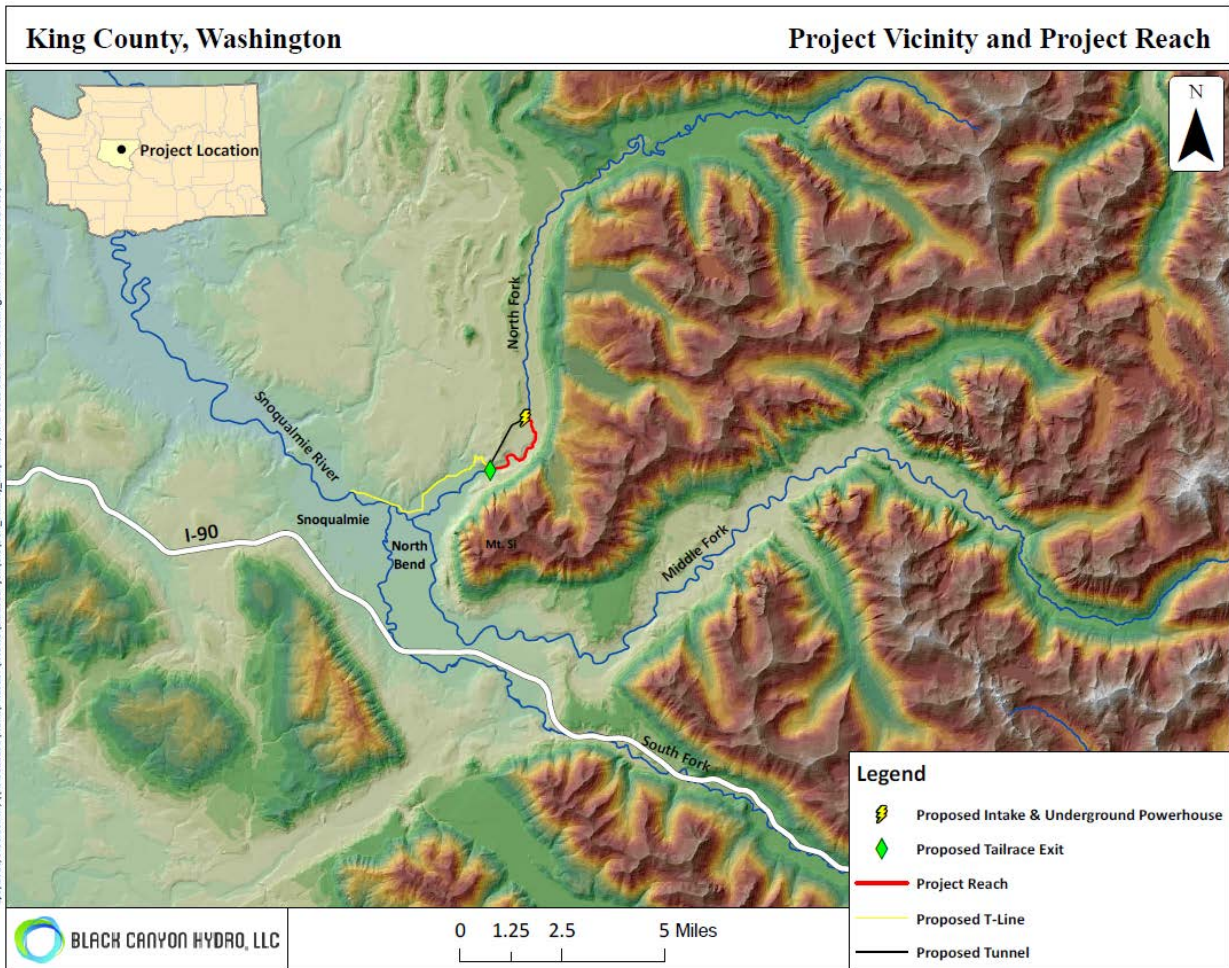 King County, Washington
Project Vicinity and Project Reach
N
Project Location
North Fork
Snoqualmie River
Snoqualmie
I-90
North
Bend
Mt. Si
Middle Fork
South Fork
Legend
Proposed Intake & Underground Powerhouse
Proposed Tailrace Exit
Project Reach
Proposed T-Line
Proposed Tunnel
BLACK CANYON HYDRO, LLC
0 1.25 2.5 5 Miles